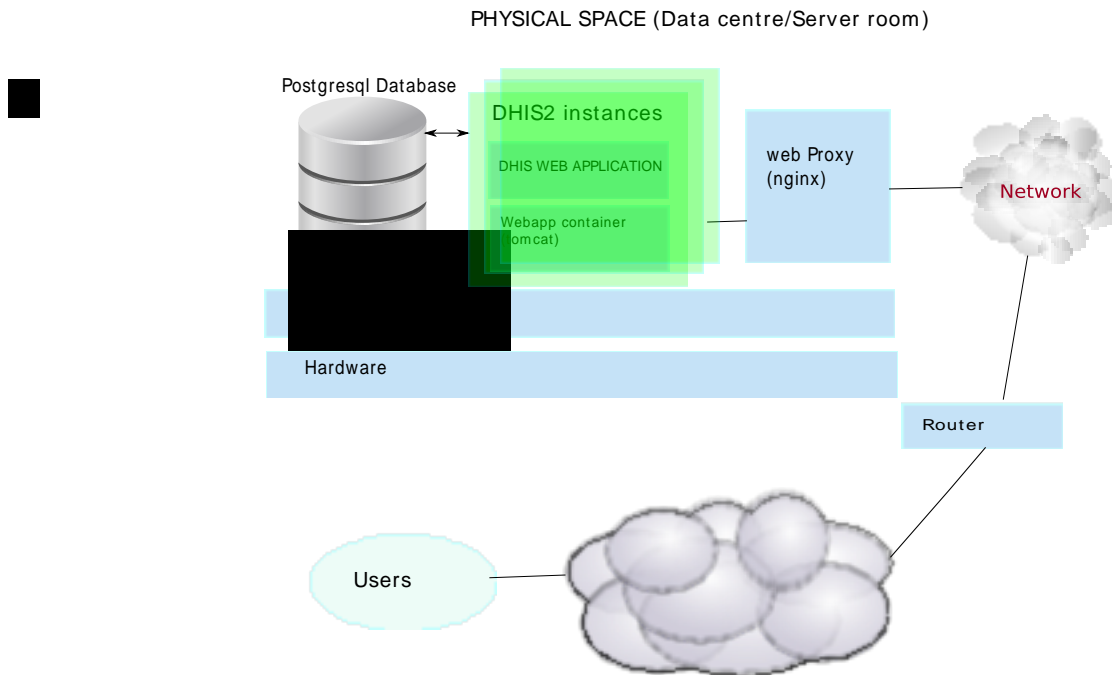 PHYSICAL SPACE (Data centre/Server room)
Postgresql Database
DHIS2 instances
DHIS WEB APPLICATION
Webapp container
tomcat)
web Proxy
(nginx)
Network
Hardware
Router
Users